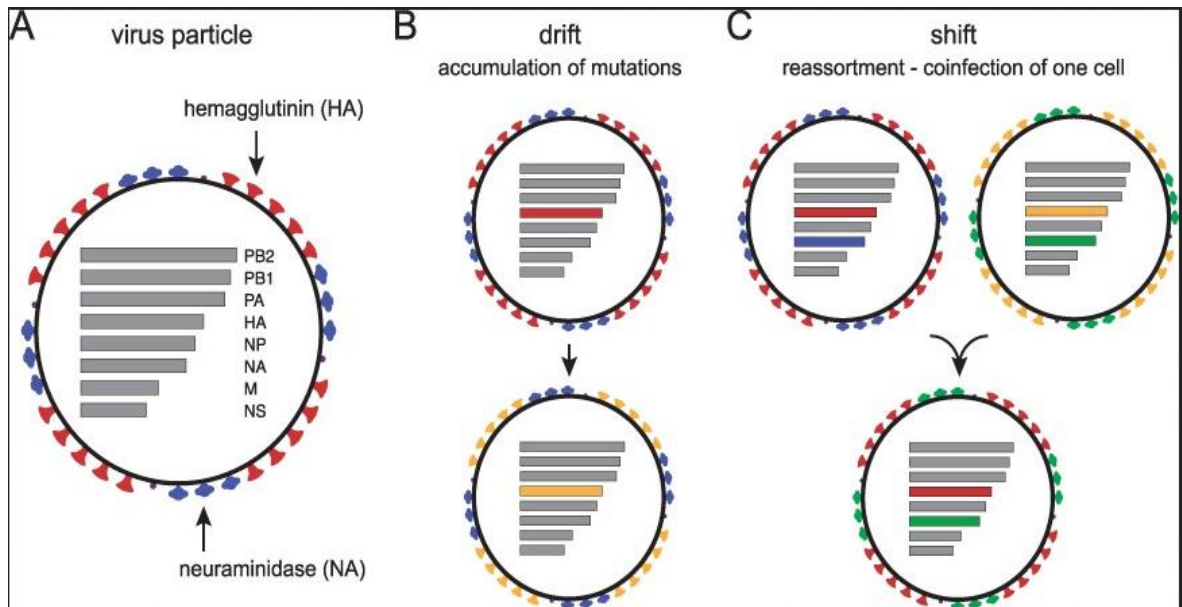 A
virus particle
hemagglutinin (HA)
PB2
PB1
PA
HA
NP
NA
M
NS
neuraminidase (NA)
B
drift
accumulation of mutations
C
shift
reassortment - coinfection of one cell